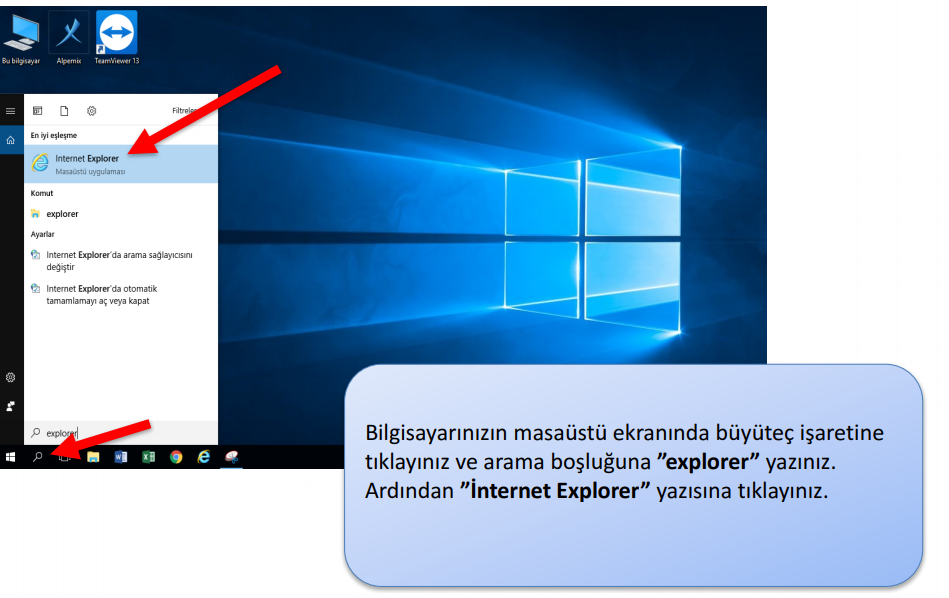 Bu bilgisayar
Alpemix
TeamViewer 13
En iyi eşleşme
Internet Explorer
Masaüstü uygulaması
Komut
explorer
Ayarlar
Internet Explorer'da arama sağlayıcısını
değiştir
Internet Explorer'da otomatik
tamamlamayı aç veya kapat
explorer
Bilgisayarınızın masaüstü ekranında büyüteç işaretine
tıklayınız ve arama boşluğuna ”explorer” yazınız.
Ardından ”İnternet Explorer” yazısına tıklayınız.